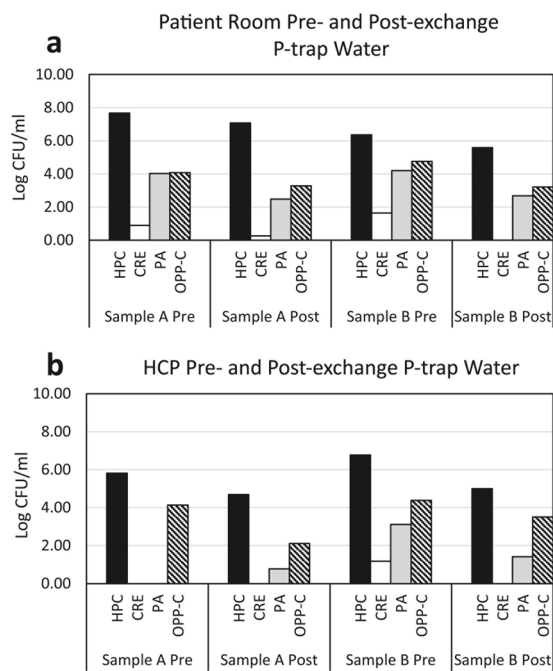 a
Patient Room Pre- and Post-exchange
P-trap Water
Log CFU/ml
10.00
8.00
6.00
4.00
2.00
0.00
HPC CRE PA OPP-C HPC CRE PA OPP-C HPC CRE PA OPP-C HPC CRE PA OPP-C
Sample A Pre Sample A Post Sample B Pre Sample B Post
b
HCP Pre- and Post-exchange P-trap Water
Log CFU/ml
10.00
8.00
6.00
4.00
2.00
0.00
HPC CRE PA OPP-C HPC CRE PA OPP-C HPC CRE PA OPP-C HPC CRE PA OPP-C
Sample A Pre Sample A Post Sample B Pre Sample B Post